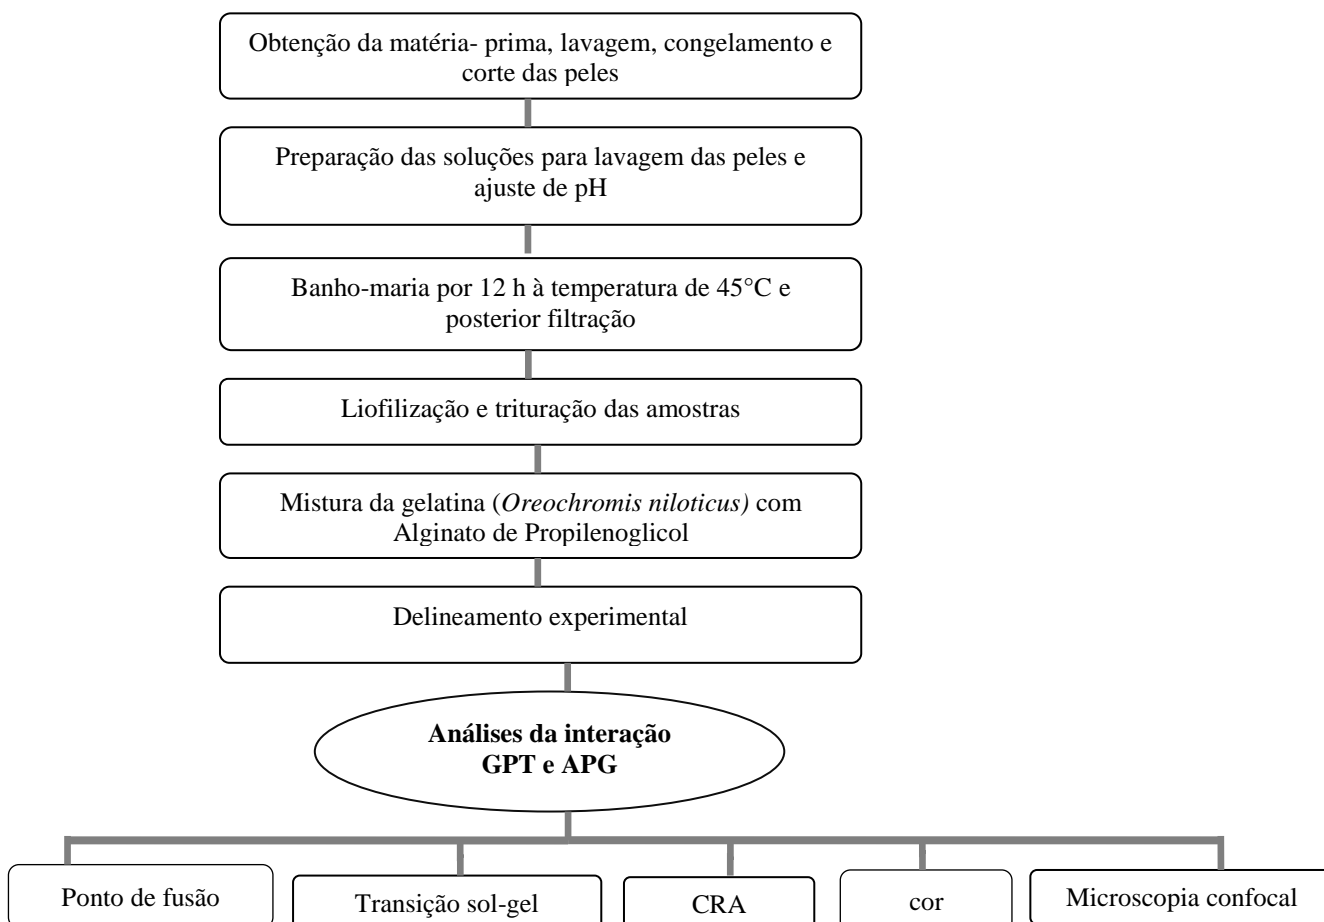 Obtenção da matéria- prima, lavagem, congelamento e
corte das peles
Preparação das soluções para lavagem das peles e
ajuste de pH
Banho-maria por 12 h à temperatura de 45°C e
posterior filtração
Liofilização e trituração das amostras
Mistura da gelatina (Oreochromis niloticus) com
Alginato de Propilenoglicol
Delineamento experimental
Análises da interação
GPT e APG
Ponto de fusão
Transição sol-gel
CRA
cor
Microscopia confocal